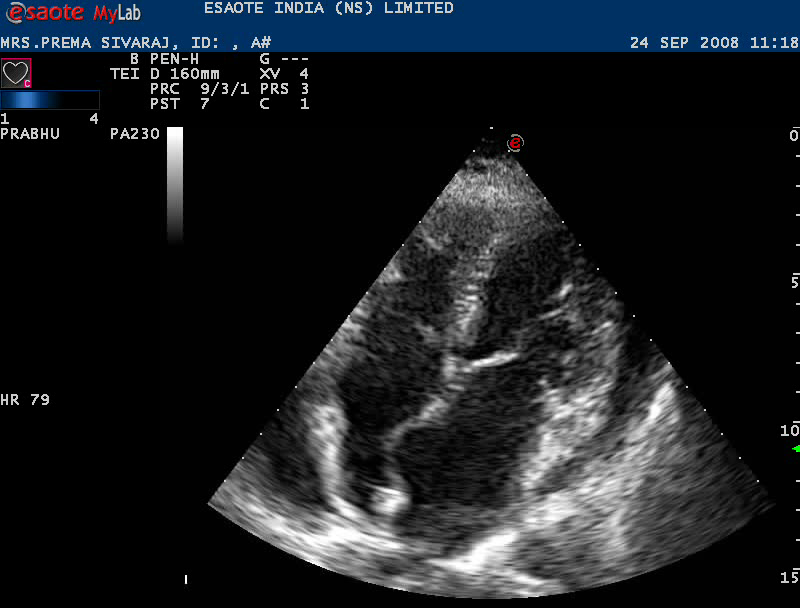 esaote MyLab
ESAOTE INDIA (NS) LIMITED
MRS.PREMA SIVARAJ, ID: , A#
24 SEP 2008 11:18
B PEN-H G ---
TEI D 160mm XV 4
PRC 9/3/1 PRS 3
PST 7 C 1
C
1 4
PRABHU PA230
e
0
5
HR 79
10
15